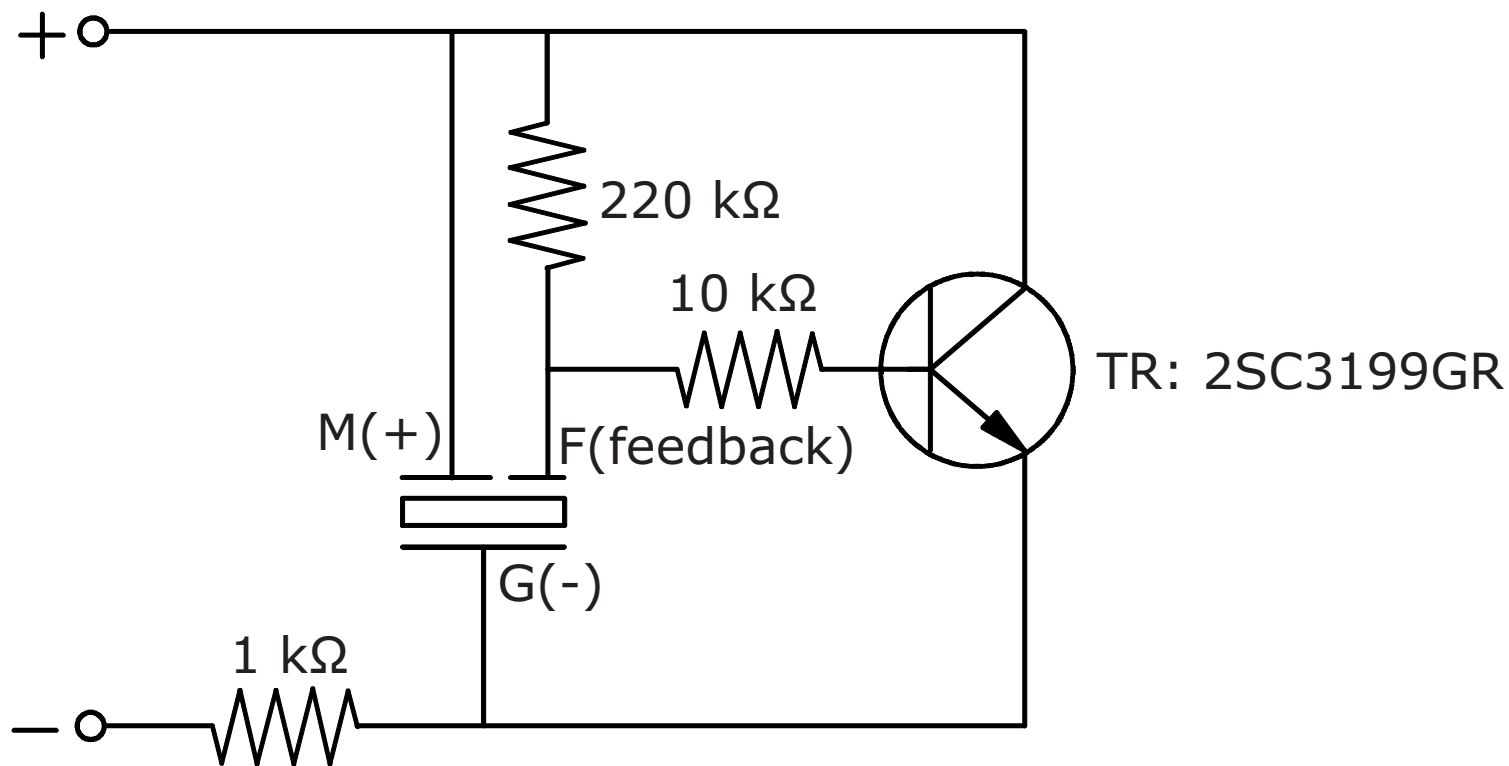 +
220 kΩ
10 kΩ
TR: 2SC3199GR
M(+)
F(feedback)
G(-)
1 kΩ
−